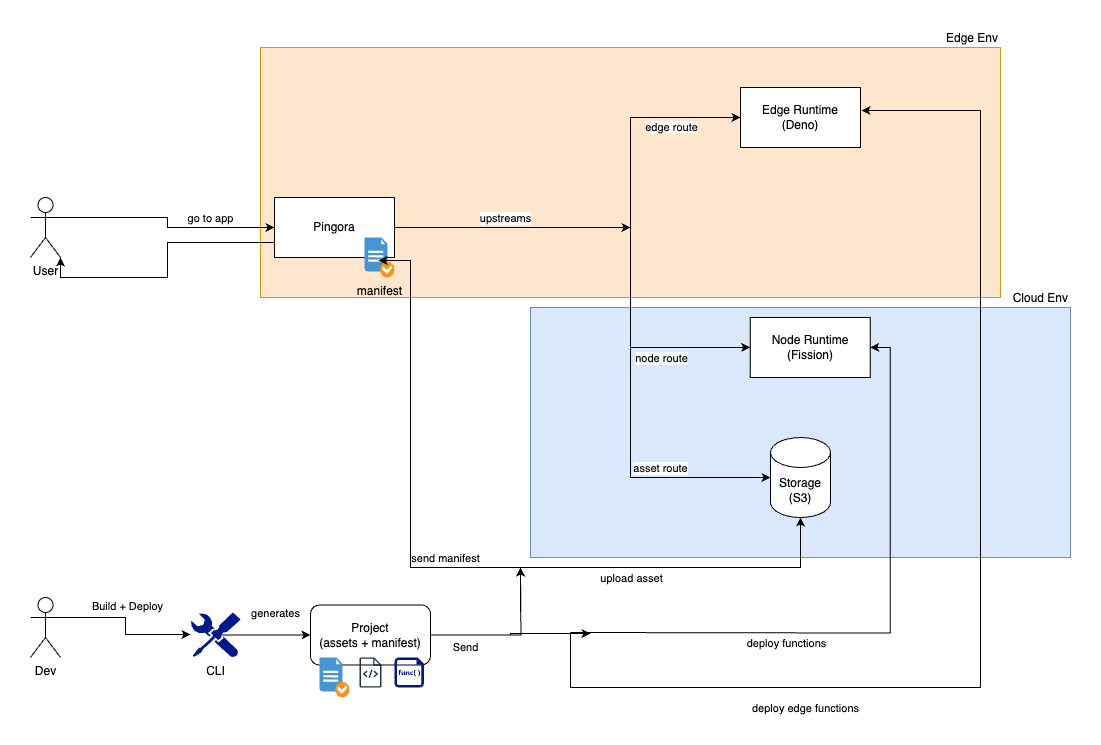 Edge Env
Edge Runtime
(Deno)
edge route
go to app
upstreams
Pingora
User
manifest
Cloud Env
Node Runtime
(Fission)
node route
asset route
Storage
(S3)
send manifest
upload asset
Build + Deploy
generates
Project
(assets + manifest)
Send
deploy functions
Dev
CLI
</>
func()
deploy edge functions